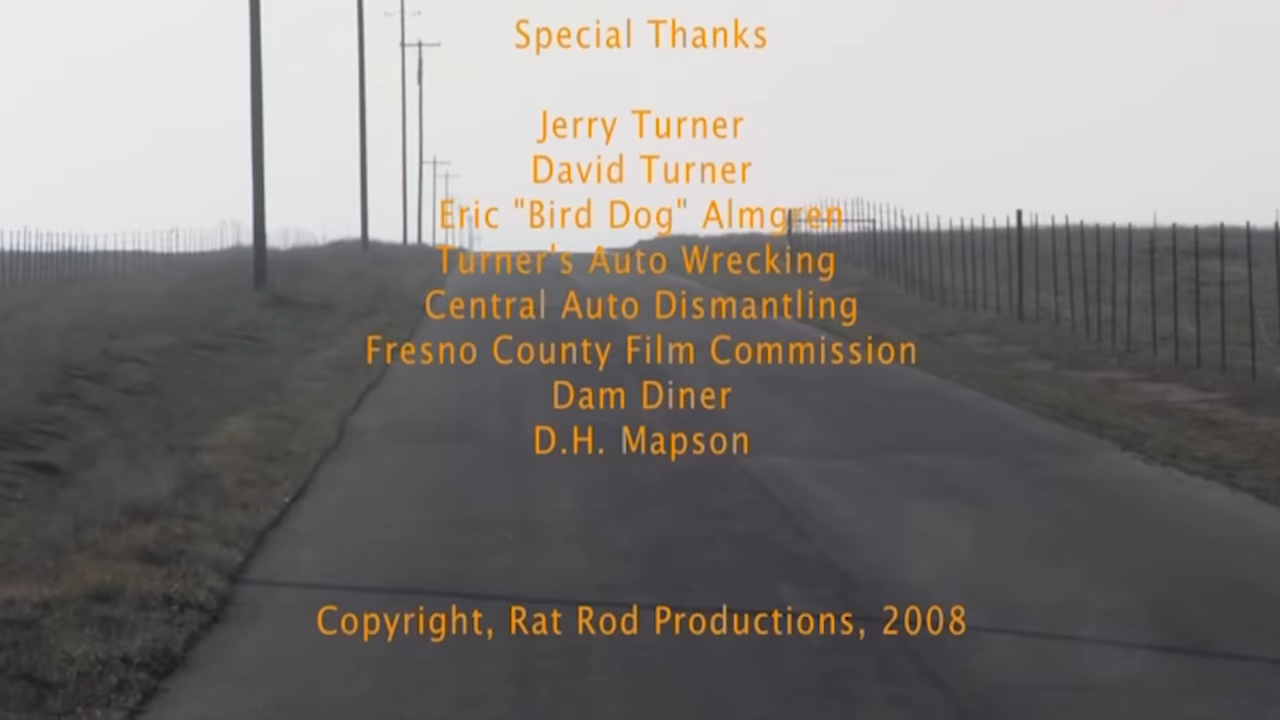 Special Thanks
Jerry Turner
David Turner
Eric "Bird Dog" Almgren
Turner's Auto Wrecking
Central Auto Dismantling
Fresno County Film Commission
Dam Diner
D.H. Mapson
Copyright, Rat Rod Productions, 2008